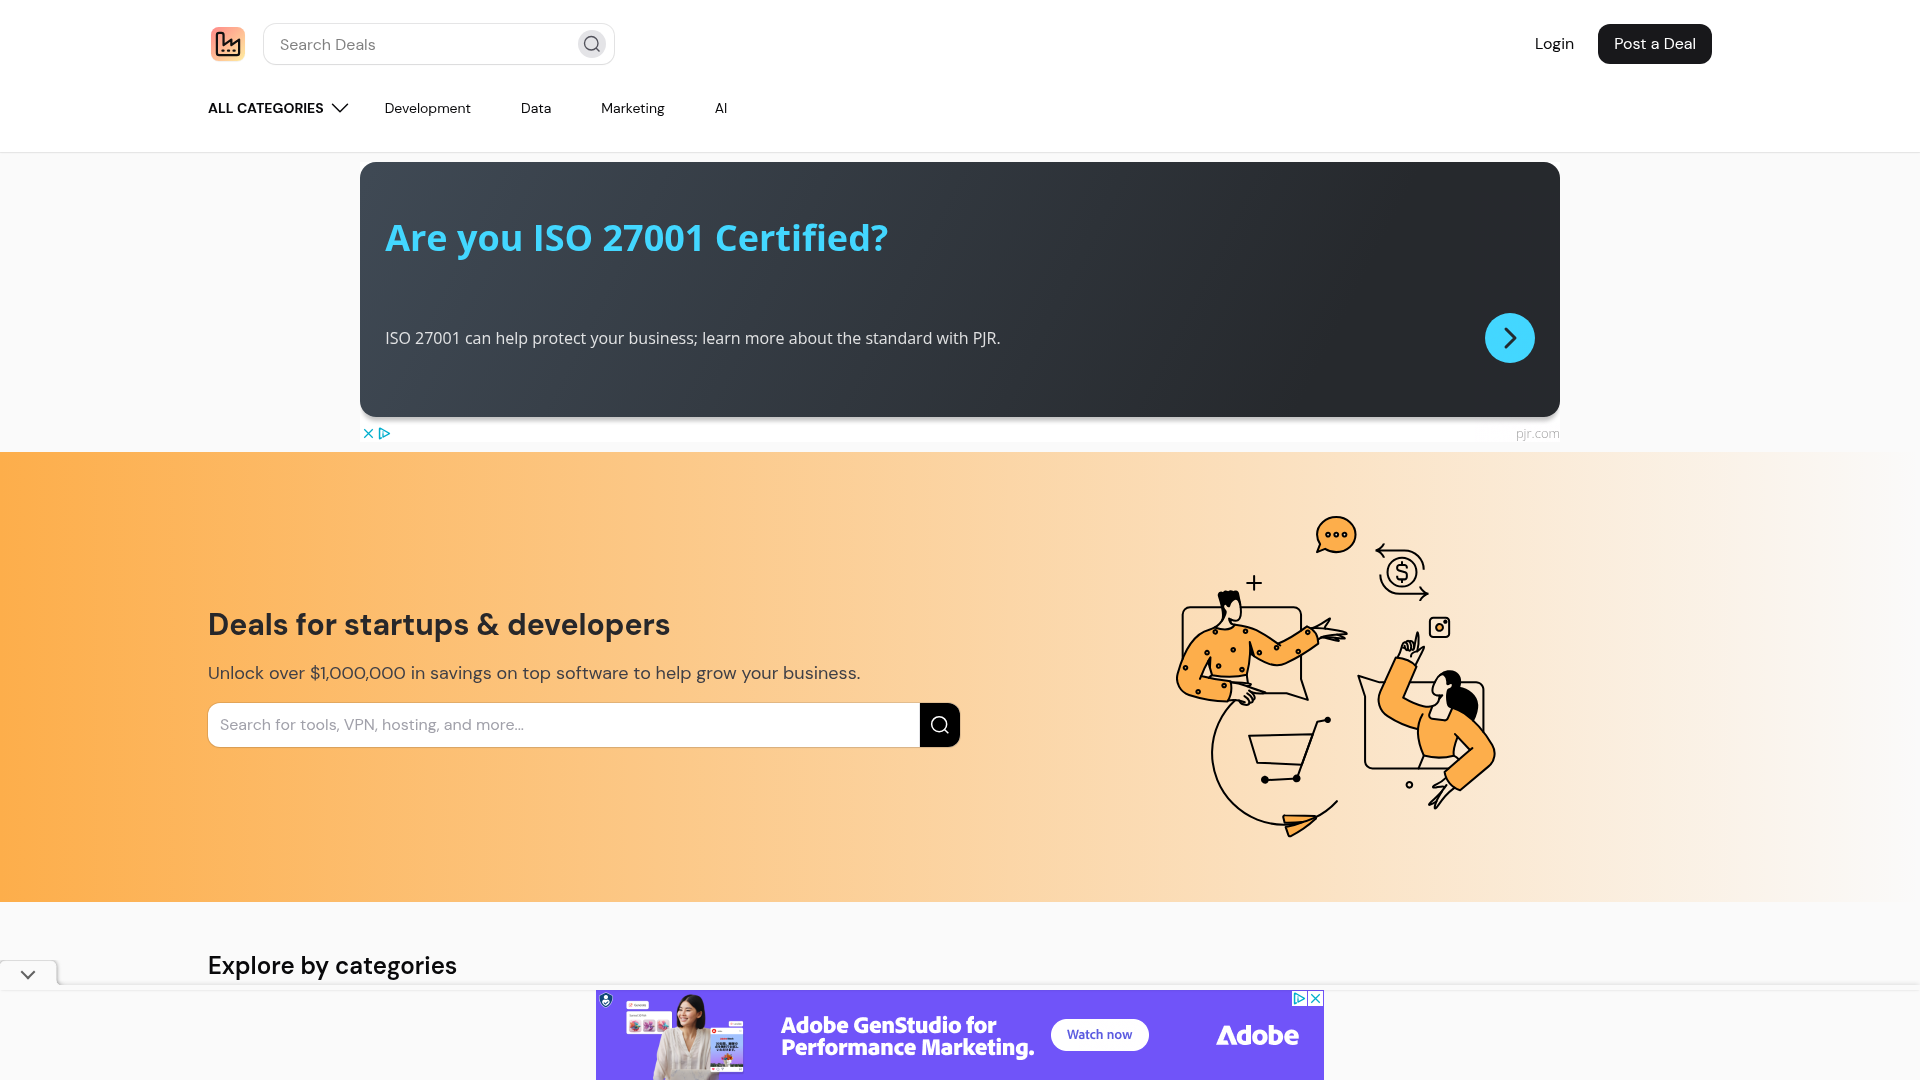 Search Deals
Login
Post a Deal
ALL CATEGORIES
Development
Data
Marketing
AI
Are you ISO 27001 Certified?
ISO 27001 can help protect your business; learn more about the standard with PJR.
pjr.com
Deals for startups & developers
Unlock over $1,000,000 in savings on top software to help grow your business.
Search for tools, VPN, hosting, and more...
Explore by categories
Adobe GenStudio for
Performance Marketing.
Watch now
Adobe